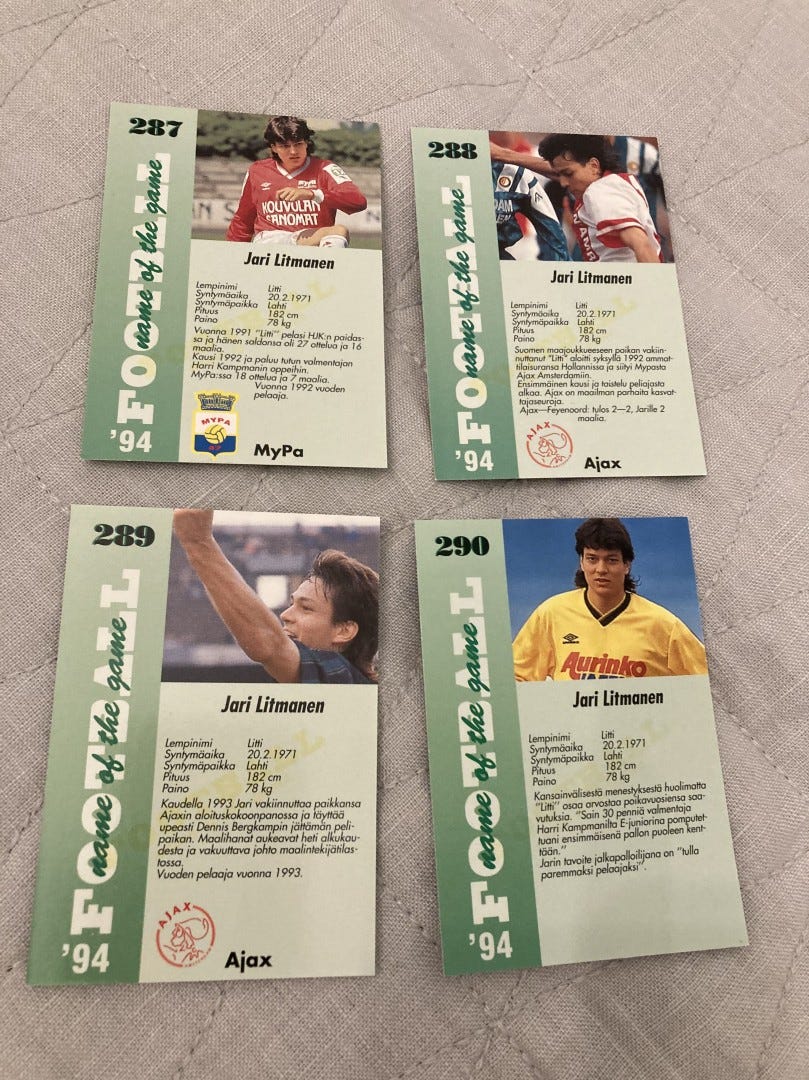 287
FOOTBALL
name of the game
'94
KOUVOLAN
SANOMAT
Jari Litmanen
Lempinimi Litti
Syntymäaika 20.2.1971
Syntymäpaikka Lahti
Pituus 182 cm
Paino 78 kg
Vuonna 1991 "Litti" pelasi HJK:n paidas-
sa ja hänen saldonsa oli 27 ottelua ja 16
maalia.
Kausi 1992 ja paluu tutun valmentajan
Harri Kampmanin oppeihin.
MyPa:ssa 18 ottelua ja 7 maalia.
Vuonna 1992 vuoden
pelaaja.
MYPA
47
MyPa
288
FOOTBALL
name of the game
'94
Jari Litmanen
Lempinimi Litti
Syntymäaika 20.2.1971
Syntymäpaikka Lahti
Pituus 182 cm
Paino 78 kg
Suomen maajoukkueeseen paikan vakiin-
nuttanut "Litti" aloitti syksyllä 1992 ammat-
tilaisuransa Hollannissa ja siityi Mypasta
Ajax Amsterdamiin.
Ensimmäinen kausi ja taistelu peliajasta
alkaa. Ajax on maailman parhaita kasvat-
tajaseuroja.
Ajax—Feyenoord: tulos 2—2, Jarille 2
maalia.
AJAX
Ajax
289
FOOTBALL
name of the game
'94
Jari Litmanen
Lempinimi Litti
Syntymäaika 20.2.1971
Syntymäpaikka Lahti
Pituus 182 cm
Paino 78 kg
Kaudella 1993 Jari vakiinnuttaa paikkansa
Ajaxin aloituskokoonpanossa ja täyttää
upeasti Dennis Bergkampin jättämän peli-
paikan. Maalihanat aukeavat heti alkukau-
desta ja vakuuttava johto maalintekijätilas-
tossa.
Vuoden pelaaja vuonna 1993.
AJAX
AMSTERDAM
Ajax
290
FOOTBALL
name of the game
'94
umbro
Aurinko
Jari Litmanen
Lempinimi Litti
Syntymäaika 20.2.1971
Syntymäpaikka Lahti
Pituus 182 cm
Paino 78 kg
Kansainvälisestä menestyksestä huolimatta
"Litti" osaa arvostaa poikavuosiensa saa-
vutuksia. "Sain 30 penniä valmentaja
Harri Kampmanilta E-juniorina pomputet-
tuani ensimmäisenä pallon puoleen kent-
tään."
Jarin tavoite jalkapalloilijana on "tulla
paremmaksi pelaajaksi".